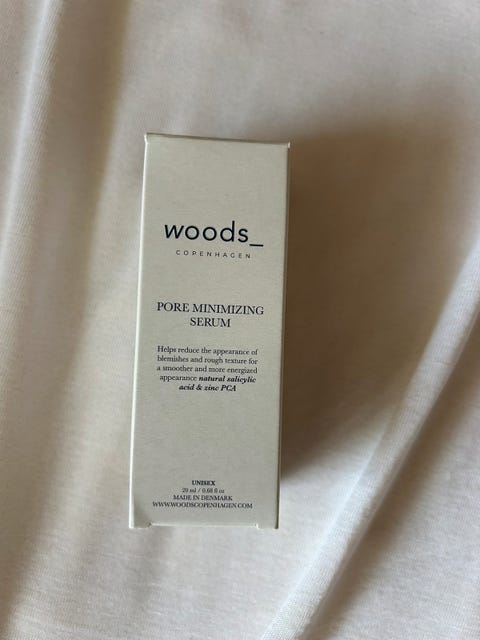 woods_
COPENHAGEN
PORE MINIMIZING
SERUM
Helps reduce the appearance of
blemishes and rough texture for
a smoother and more energized
appearance natural salicylic
acid & zinc PCA
UNISEX
20 ml / 0.68 fl oz
MADE IN DENMARK
WWW.WOODSCOPENHAGEN.COM